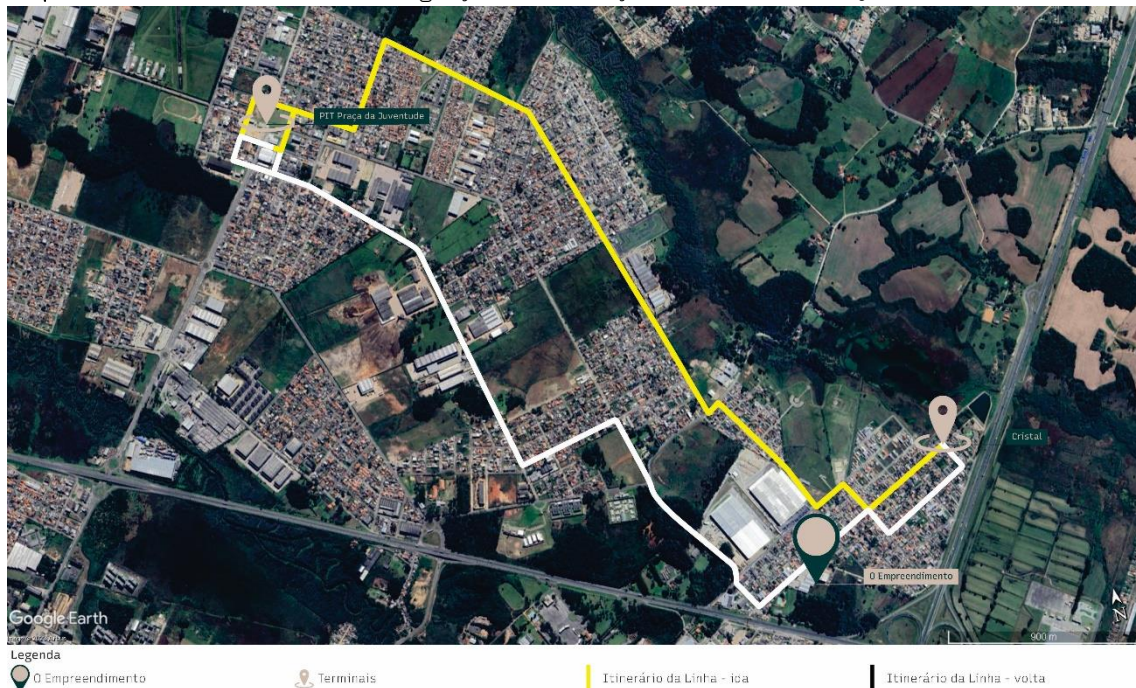 PIT Praça da Juventude
Cristal
O Empreendimento
Google Earth
900 m
N
Legenda
O Empreendimento
Terminais
Itinerário da Linha - ida
Itinerário da Linha - volta